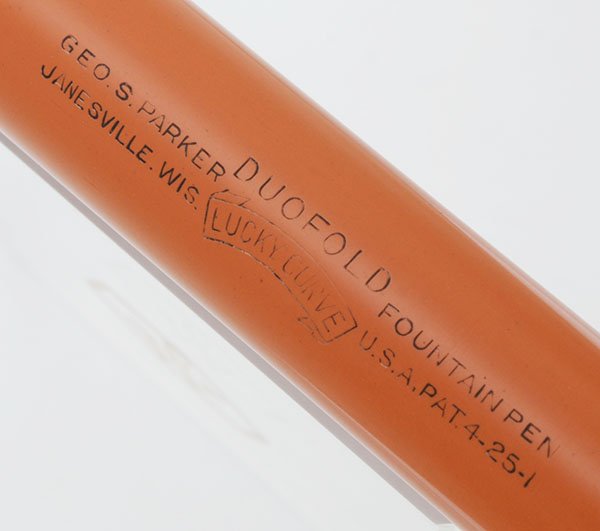 GEO. S. PARKER DUOFOLD FOUNTAIN PEN
JANESVILLE. WIS. LUCKY CURVE U.S.A. PAT. 4-25-1